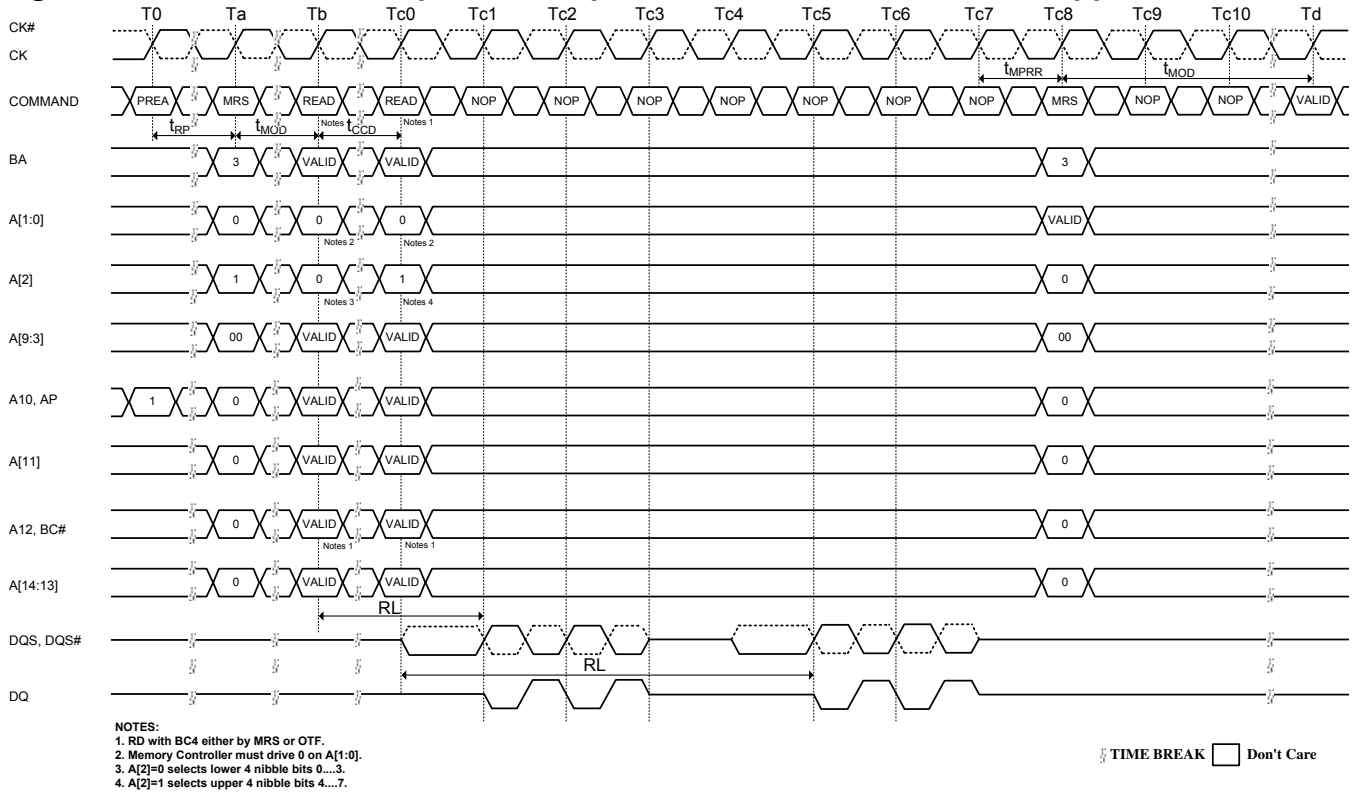 T0 Ta Tb Tc0 Tc1 Tc2 Tc3 Tc4 Tc5 Tc6 Tc7 Tc8 Tc9 Tc10 Td
CK#
CK
tMPRR tMOD
COMMAND PREA MRS READ READ NOP NOP NOP NOP NOP NOP NOP MRS NOP NOP VALID
Notes 1 Notes 1
tRP tMOD tCCD
BA 3 VALID VALID 3
A[1:0] 0 0 0 VALID
Notes 2 Notes 2
A[2] 1 0 1 0
Notes 3 Notes 4
A[9:3] 00 VALID VALID 00
A10, AP 1 0 VALID VALID 0
A[11] 0 VALID VALID 0
A12, BC# 0 VALID VALID 0
Notes 1 Notes 1
A[14:13] 0 VALID VALID 0
RL
DQS, DQS#
RL
DQ
NOTES:
1. RD with BC4 either by MRS or OTF.
2. Memory Controller must drive 0 on A[1:0].
3. A[2]=0 selects lower 4 nibble bits 0....3.
4. A[2]=1 selects upper 4 nibble bits 4....7.
TIME BREAK Don't Care